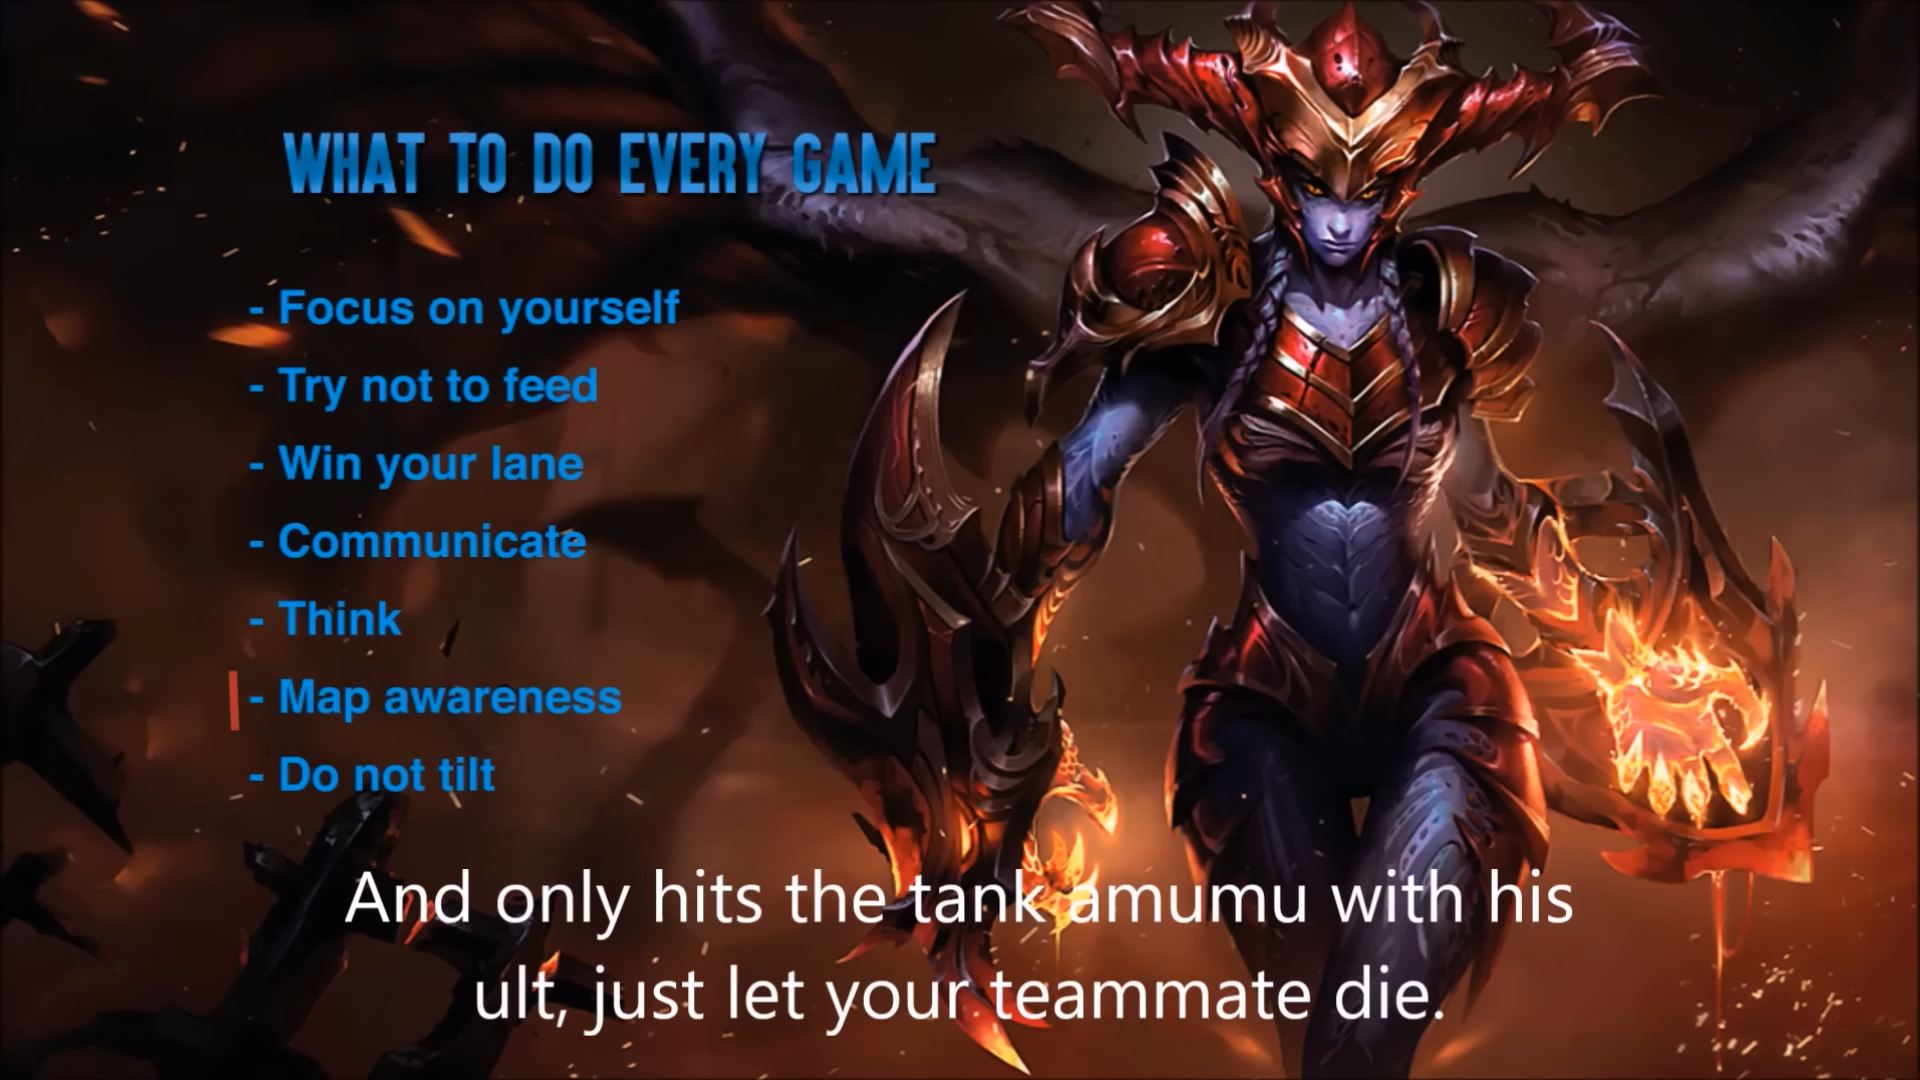 WHAT TO DO EVERY GAME
- Focus on yourself
- Try not to feed
- Win your lane
- Communicate
- Think
- Map awareness
- Do not tilt
And only hits the tank amumu with his
ult, just let your teammate die.